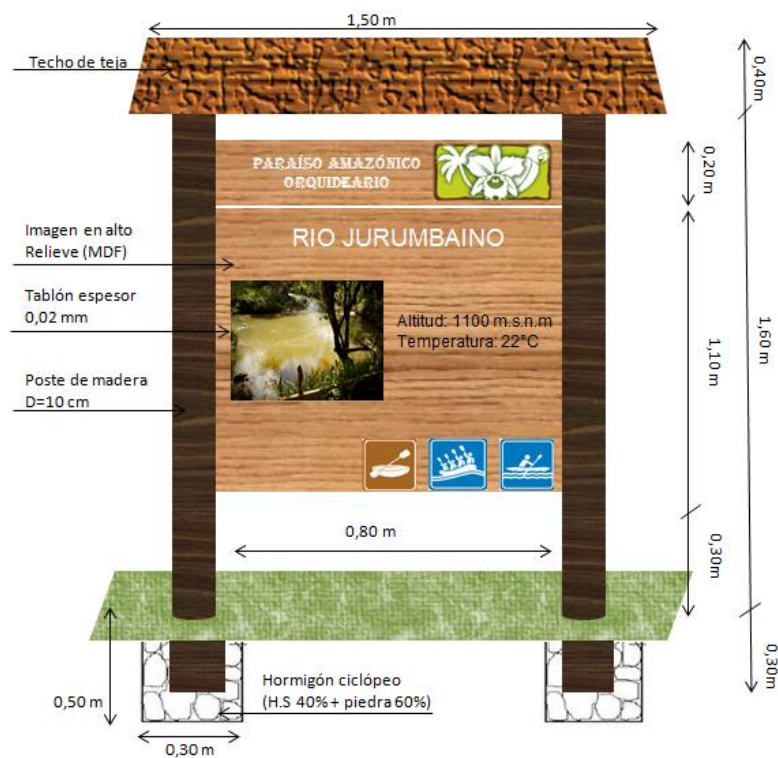 1,50 m
Techo de teja
0,40m
PARAÍSO AMAZÓNICO
ORQUIDEARIO
0,20 m
Imagen en alto
Relieve (MDF)
RIO JURUMBAINO
Tablón espesor
0,02 mm
Altitud: 1100 m.s.n.m
Temperatura: 22°C
1,60 m
1,10 m
Poste de madera
D=10 cm
0,80 m
0,30m
0,30m
Hormigón ciclópeo
(H.S 40% + piedra 60%)
0,50 m
0,30 m